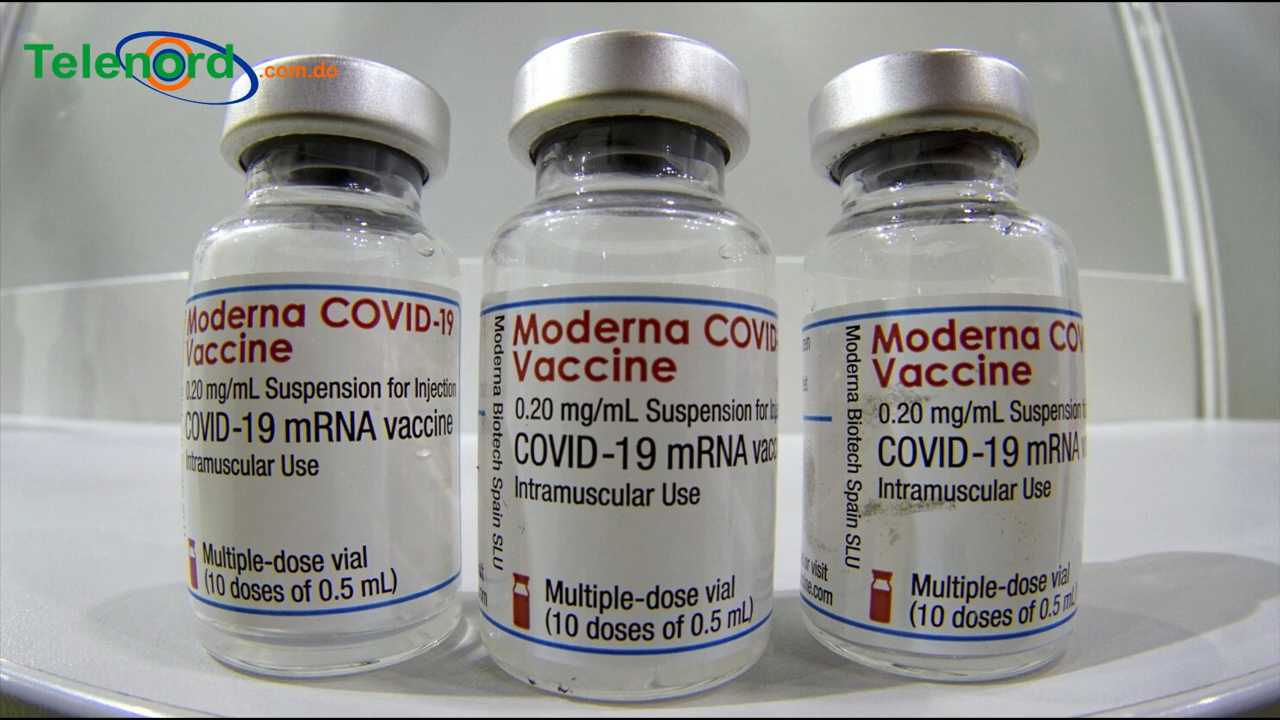 Telenord.com.do
Moderna COVID-19
Vaccine
0.20 mg/mL Suspension for Injection
COVID-19 mRNA vaccine
Intramuscular Use
Multiple-dose vial
(10 doses of 0.5 mL)
Moderna Biotech Spain SLU
Moderna COVID-
Vaccine
0.20 mg/mL Suspension for
COVID-19 mRNA
Intramuscular Use
Multiple-dose vial
(10 doses of 0.5 mL)
or visit
Moderna Biotech Spain SLU
Moderna
Vaccine
0.20 mg/mL Suspension
COVID-19 mRNA
Intramuscular Use
Multiple-dose vial
(10 doses of 0.5 mL)